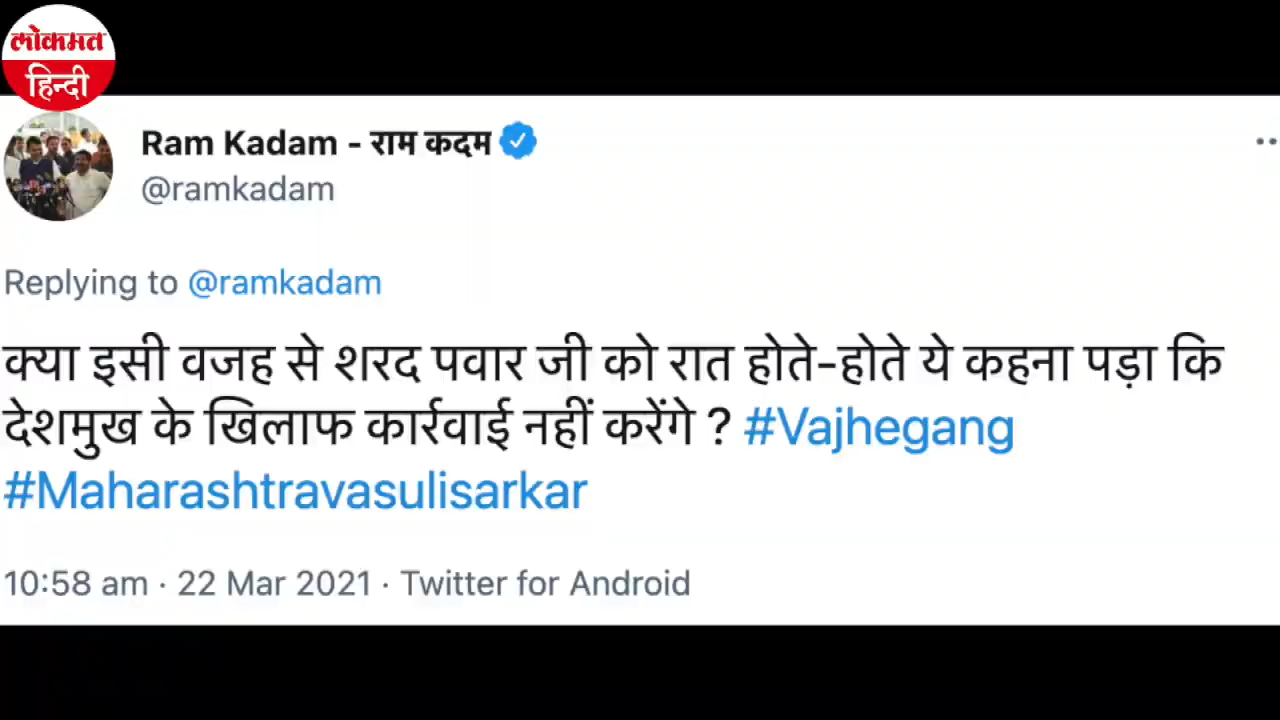 लोकमत
हिन्दी
Ram Kadam - राम कदम
@ramkadam
Replying to @ramkadam
क्या इसी वजह से शरद पवार जी को रात होते-होते ये कहना पड़ा कि
देशमुख के खिलाफ कार्रवाई नहीं करेंगे ? #Vajhegang
#Maharashtravasulisarkar
10:58 am · 22 Mar 2021 · Twitter for Android